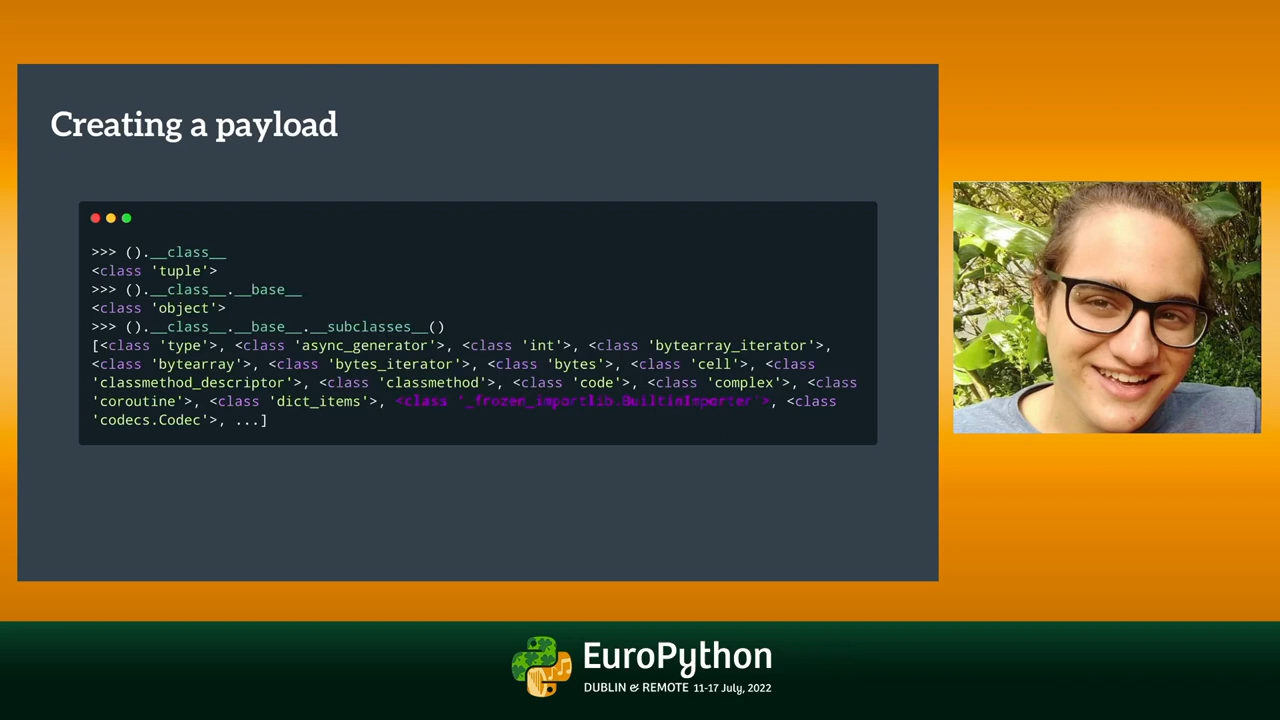 Creating a payload
>>> ().__class__
<class 'tuple'>
>>> ().__class__.__base__
<class 'object'>
>>> ().__class__.__base__.__subclasses__()
[<class 'type'>, <class 'async_generator'>, <class 'int'>, <class 'bytearray_iterator'>,
<class 'bytearray'>, <class 'bytes_iterator'>, <class 'bytes'>, <class 'cell'>, <class
'classmethod_descriptor'>, <class 'classmethod'>, <class 'code'>, <class 'complex'>, <class
'coroutine'>, <class 'dict_items'>, <class '_frozen_importlib.BuiltinImporter'>, <class
'codecs.Codec'>, ...]
EuroPython
DUBLIN & REMOTE 11-17 July, 2022